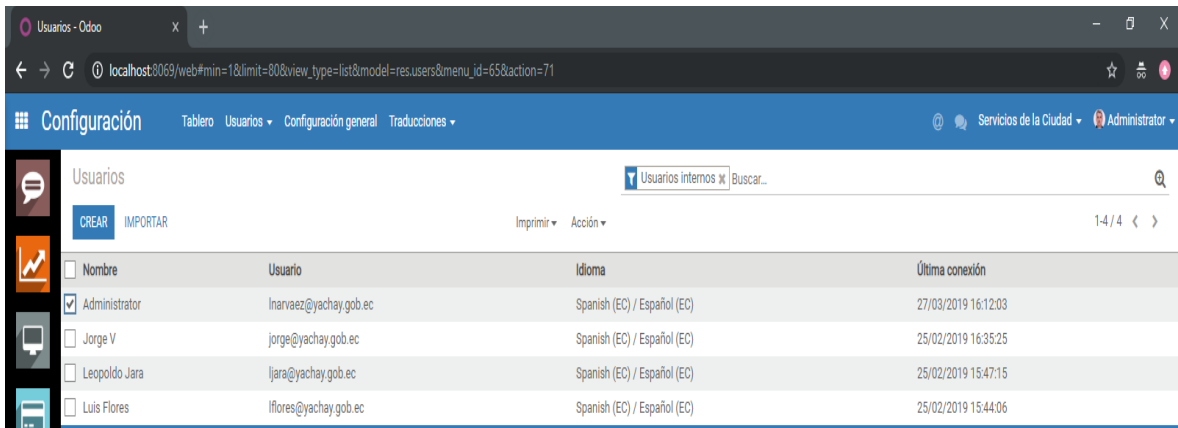 Usuarios - Odoo
localhost:8069/web#min=1&limit=80&view_type=list&model=res.users&menu_id=65&action=71
Configuración Tablero Usuarios Configuración general Traducciones @ Servicios de la Ciudad Administrator
Usuarios Usuarios internos Buscar...
CREAR IMPORTAR Imprimir Acción 1-4 / 4
Nombre Usuario Idioma Última conexión
Administrator lnarvaez@yachay.gob.ec Spanish (EC) / Español (EC) 27/03/2019 16:12:03
Jorge V jorge@yachay.gob.ec Spanish (EC) / Español (EC) 25/02/2019 16:35:25
Leopoldo Jara ljara@yachay.gob.ec Spanish (EC) / Español (EC) 25/02/2019 15:47:15
Luis Flores lflores@yachay.gob.ec Spanish (EC) / Español (EC) 25/02/2019 15:44:06